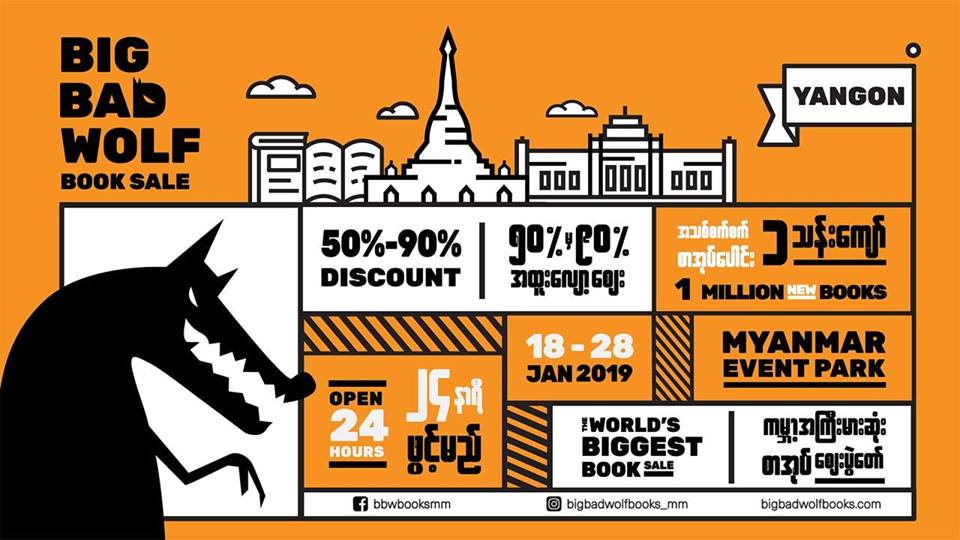 BIG
BAD
WOLF
BOOK SALE
YANGON
50%-90%
DISCOUNT
၅၀% မှ ၉၀%
အထူးလျှော့ဈေး
အသစ်စက်စက်
စာအုပ်ပေါင်း ၁ သန်းကျော်
1 MILLION NEW BOOKS
OPEN
24
HOURS
၂၄ နာရီ
ဖွင့်မည်
18 - 28
JAN 2019
MYANMAR
EVENT PARK
THE WORLD'S
BIGGEST
BOOK SALE
ကမ္ဘာ့အကြီးမားဆုံး
စာအုပ် ဈေးပွဲတော်
bbwbooksmm
bigbadwolfbooks_mm
bigbadwolfbooks.com